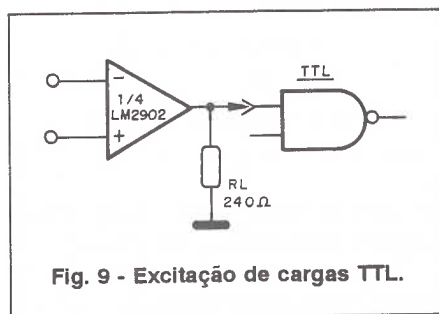 TTL
−
1/4
LM2902
+
RL
240Ω
Fig. 9 - Excitação de cargas TTL.